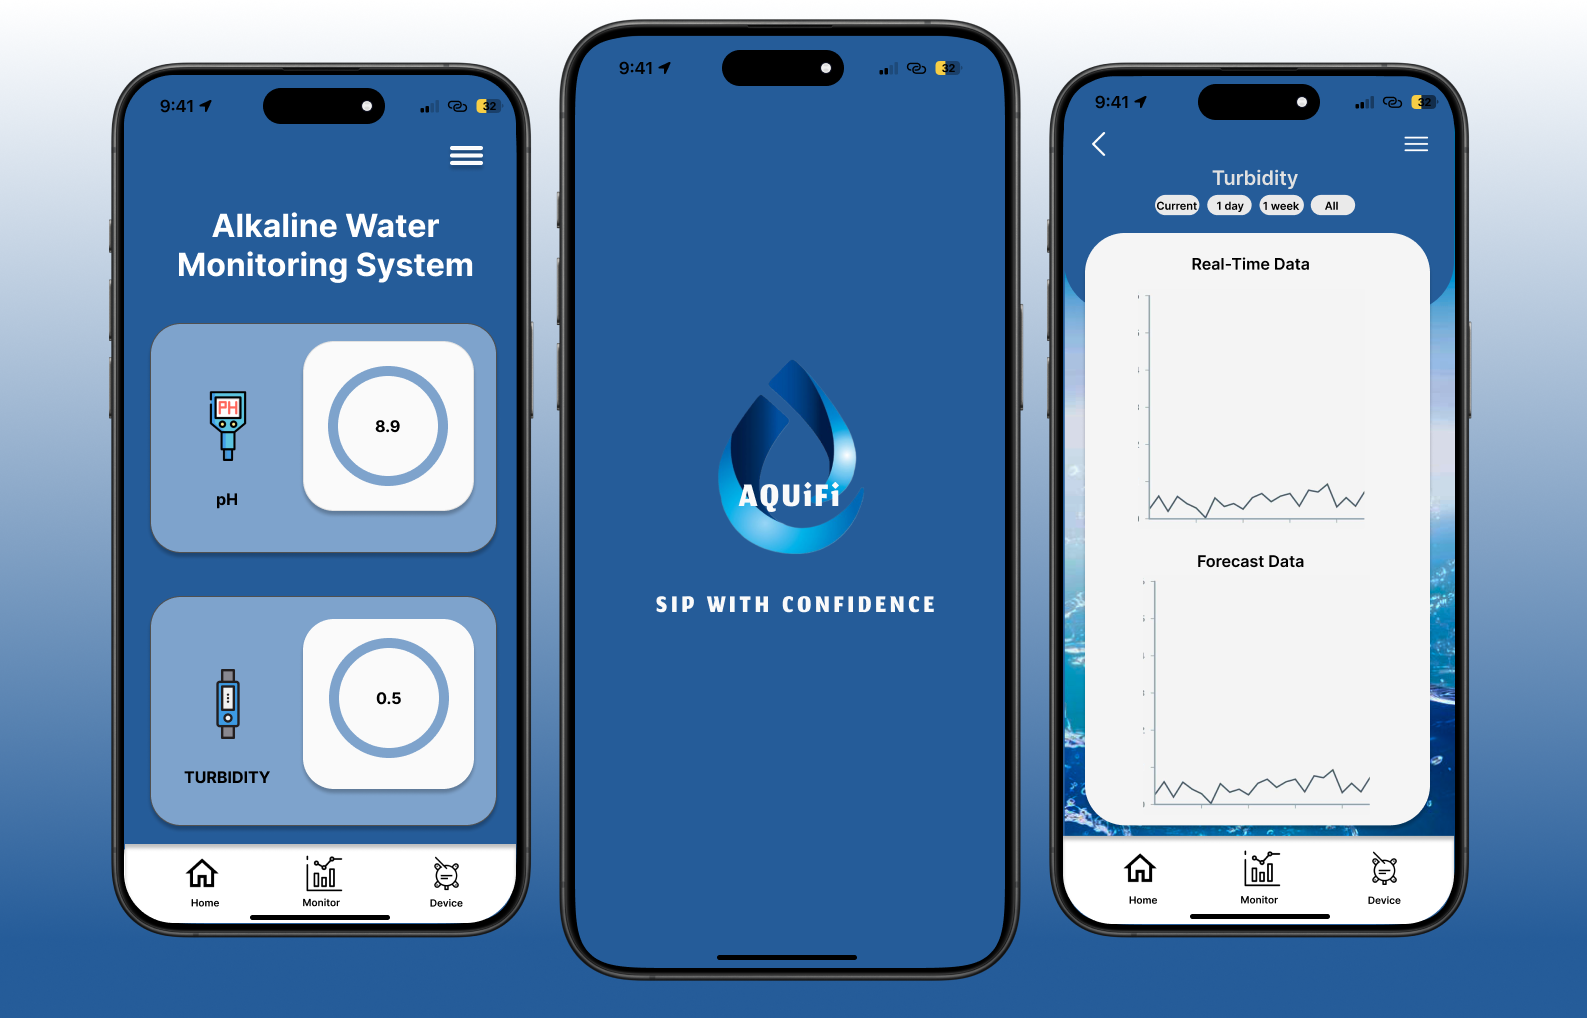 9:41
32
Alkaline Water
Monitoring System
PH
pH
8.9
TURBIDITY
0.5
Home
Monitor
Device
9:41
32
AQUiFi
SIP WITH CONFIDENCE
9:41
32
Turbidity
Current
1 day
1 week
All
Real-Time Data
2
0
Forecast Data
Home
Monitor
Device